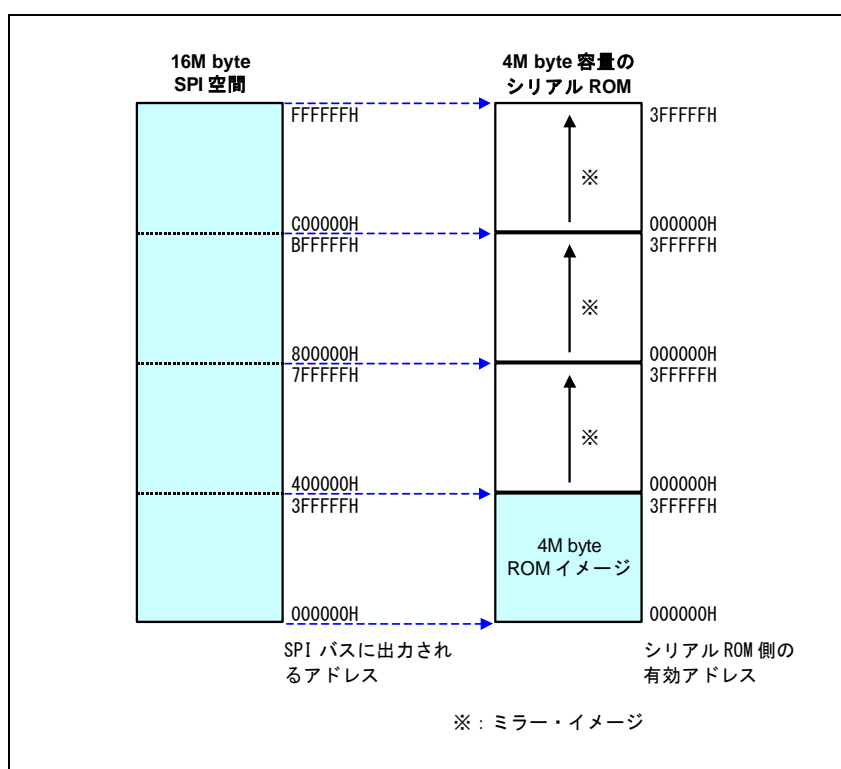 16M byte
SPI 空間
4M byte 容量の
シリアル ROM
FFFFFFH
3FFFFFH
※
C00000H
000000H
BFFFFFH
3FFFFFH
※
800000H
000000H
7FFFFFH
3FFFFFH
※
400000H
000000H
3FFFFFH
3FFFFFH
4M byte
ROM イメージ
000000H
000000H
SPI バスに出力され
るアドレス
シリアル ROM 側の
有効アドレス
※：ミラー・イメージ